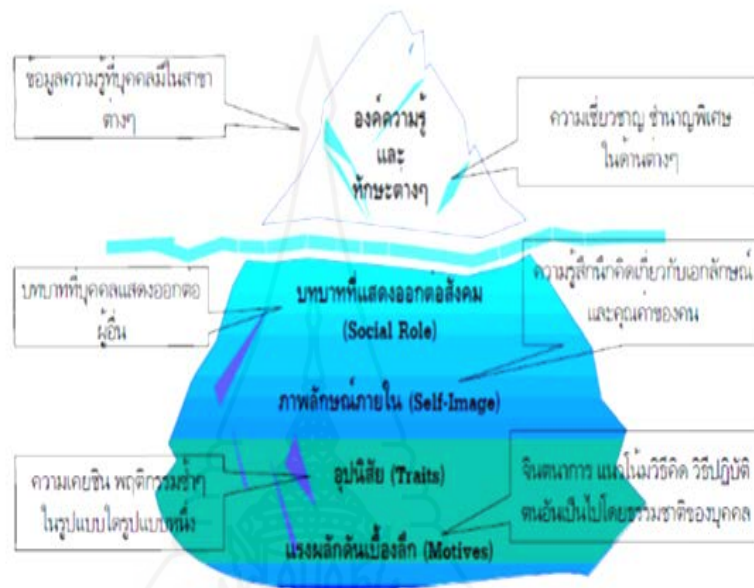 ข้อมูลความรู้ที่บุคคลมีในสาขา
ต่างๆ
องค์ความรู้
และ
ทักษะต่างๆ
ความเชี่ยวชาญ ชำนาญพิเศษ
ในด้านต่างๆ
บทบาทที่บุคคลแสดงออกต่อ
ผู้อื่น
บทบาทที่แสดงออกต่อสังคม
(Social Role)
ความรู้สึกนึกคิดเกี่ยวกับเอกลักษณ์
และคุณค่าของคน
ภาพลักษณ์ภายใน (Self-Image)
ความเคยชิน พฤติกรรมซ้ำๆ
ในรูปแบบใดรูปแบบหนึ่ง
อุปนิสัย (Traits)
จินตนาการ แนวโน้มวิธีคิด วิธีปฏิบัติ
ตนอันเป็นไปโดยธรรมชาติของบุคคล
แรงผลักดันเบื้องลึก (Motives)